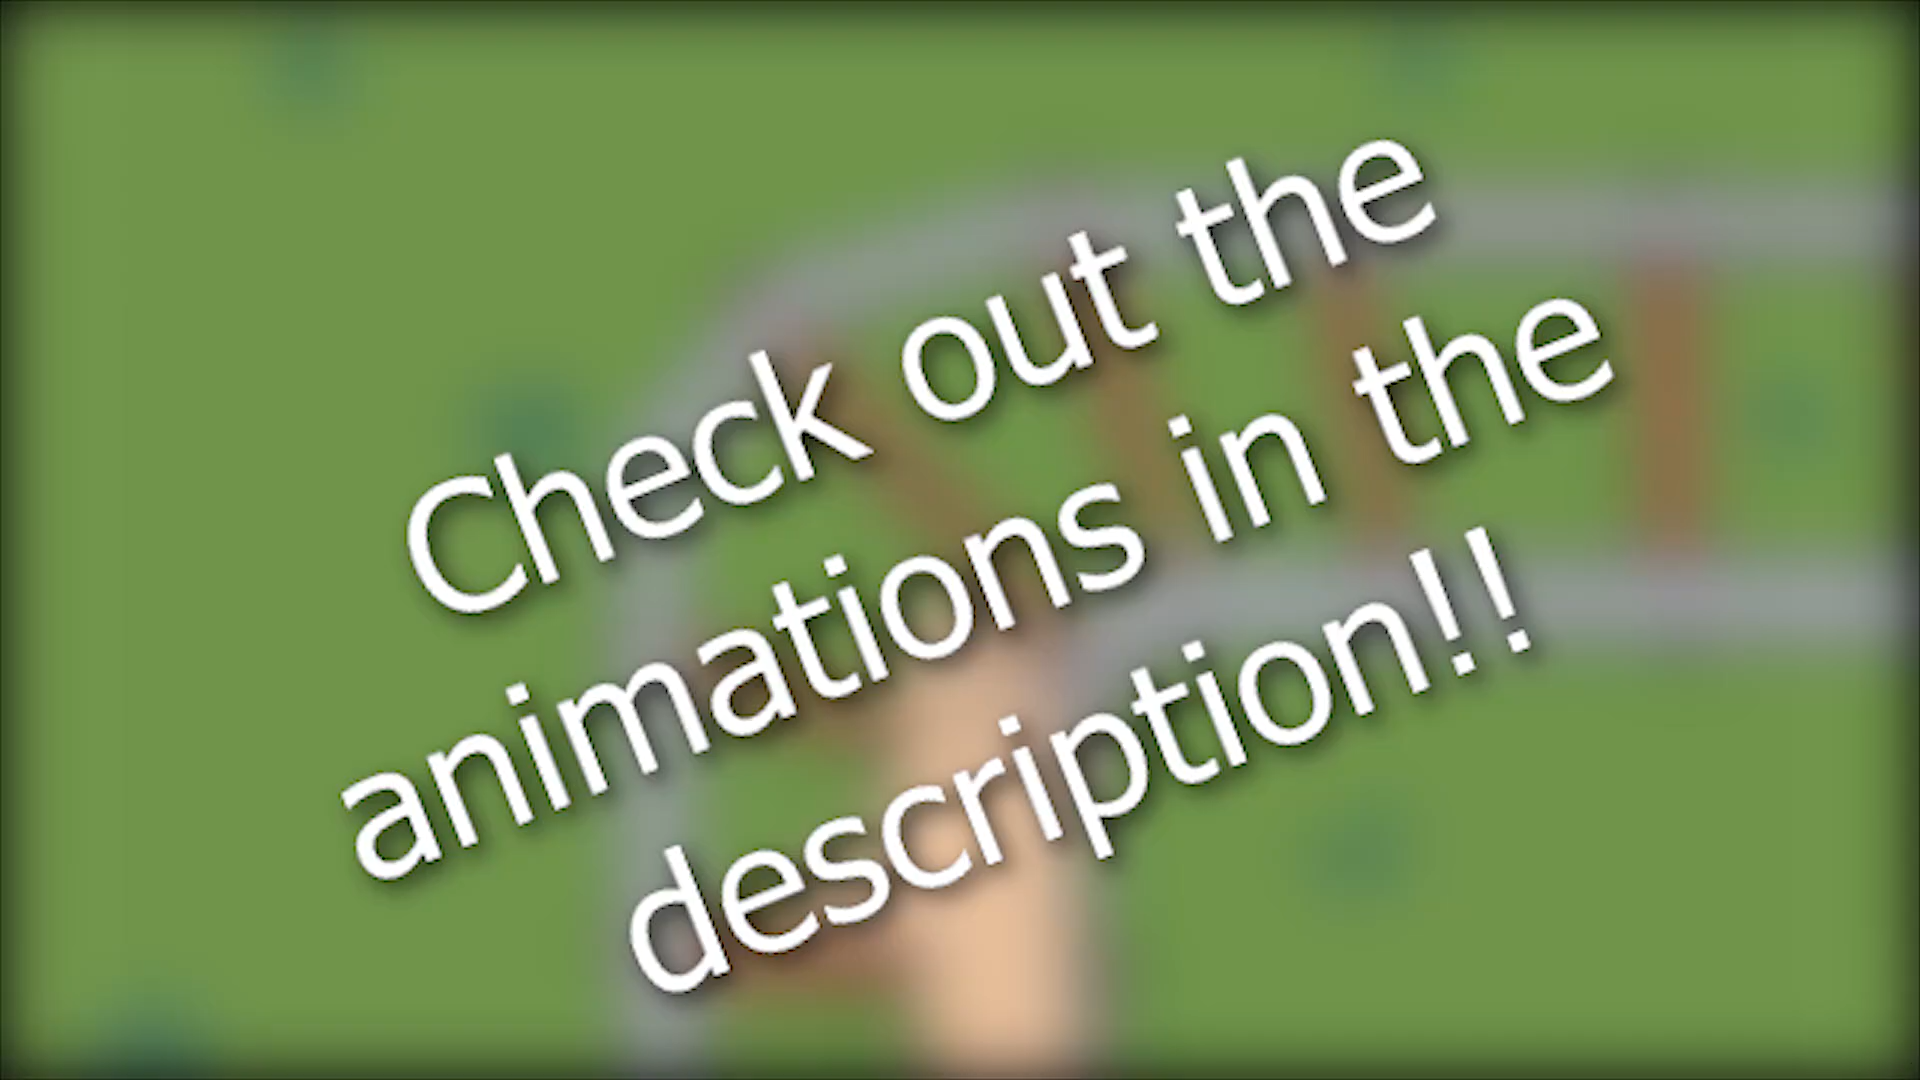 Check out the
animations in the
description!!